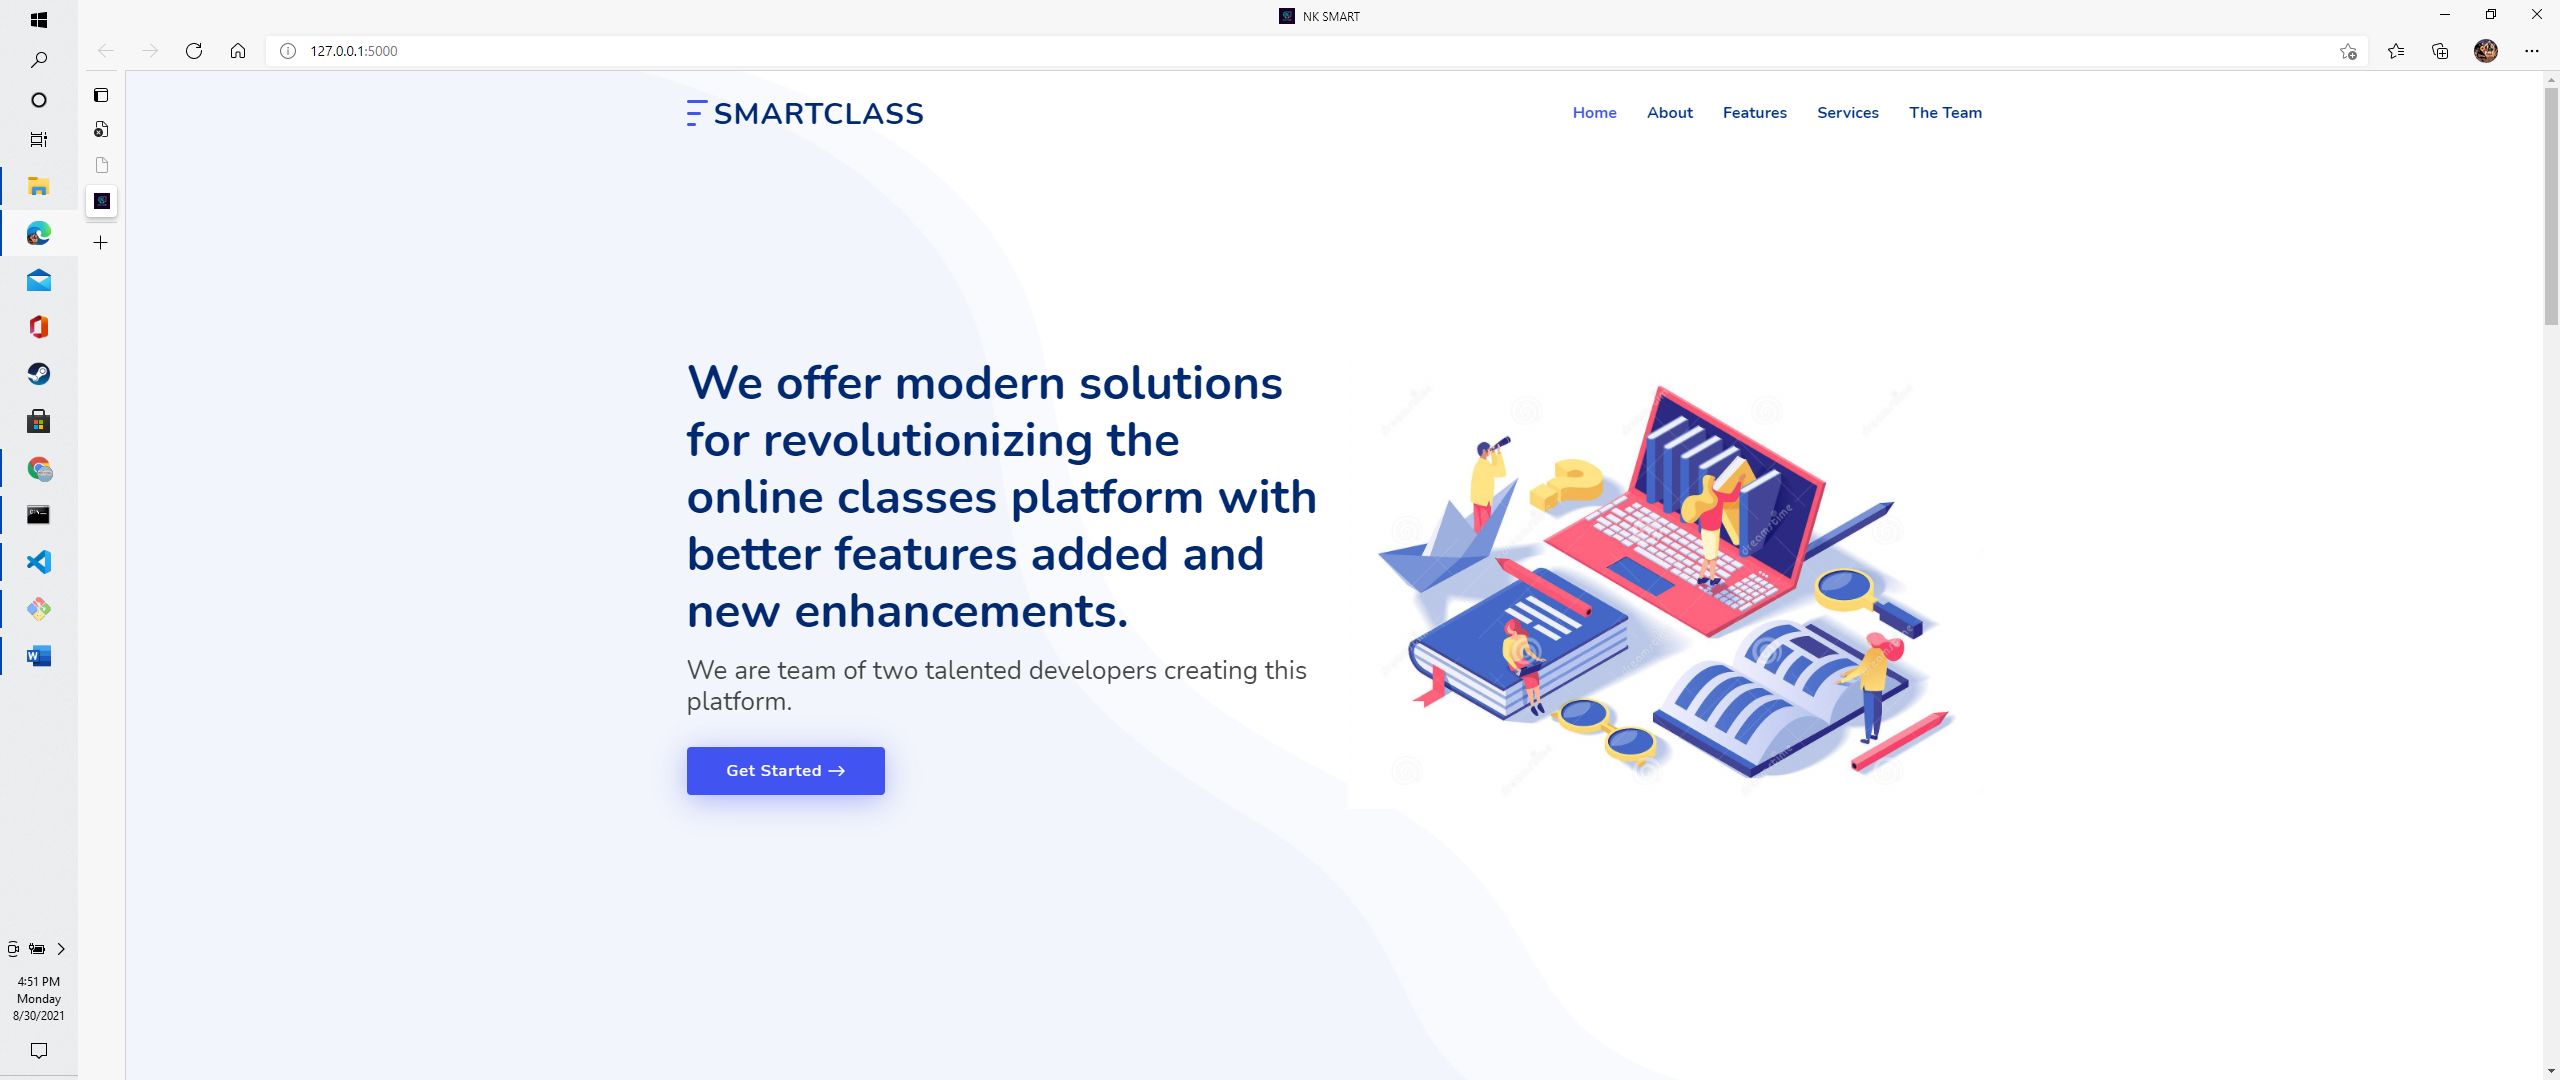 NK SMART
127.0.0.1:5000
SMARTCLASS
Home About Features Services The Team
We offer modern solutions
for revolutionizing the
online classes platform with
better features added and
new enhancements.
We are team of two talented developers creating this
platform.
Get Started →
dreamstime
4:51 PM
Monday
8/30/2021